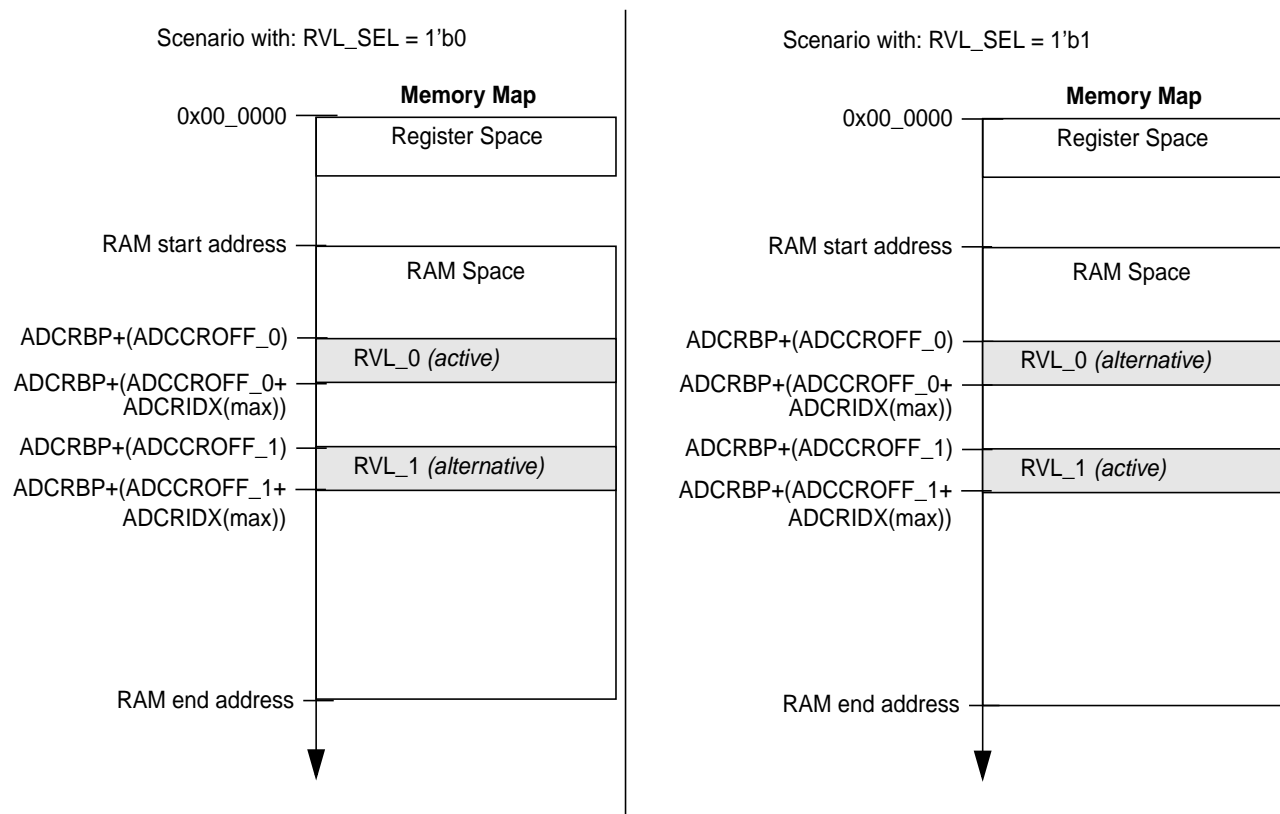 Scenario with: RVL_SEL = 1'b0
Memory Map
0x00_0000
Register Space
RAM start address
RAM Space
ADCRBP+(ADCCROFF_0)
RVL_0 (active)
ADCRBP+(ADCCROFF_0+
ADCRIDX(max))
ADCRBP+(ADCCROFF_1)
RVL_1 (alternative)
ADCRBP+(ADCCROFF_1+
ADCRIDX(max))
RAM end address
Scenario with: RVL_SEL = 1'b1
Memory Map
0x00_0000
Register Space
RAM start address
RAM Space
ADCRBP+(ADCCROFF_0)
RVL_0 (alternative)
ADCRBP+(ADCCROFF_0+
ADCRIDX(max))
ADCRBP+(ADCCROFF_1)
RVL_1 (active)
ADCRBP+(ADCCROFF_1+
ADCRIDX(max))
RAM end address